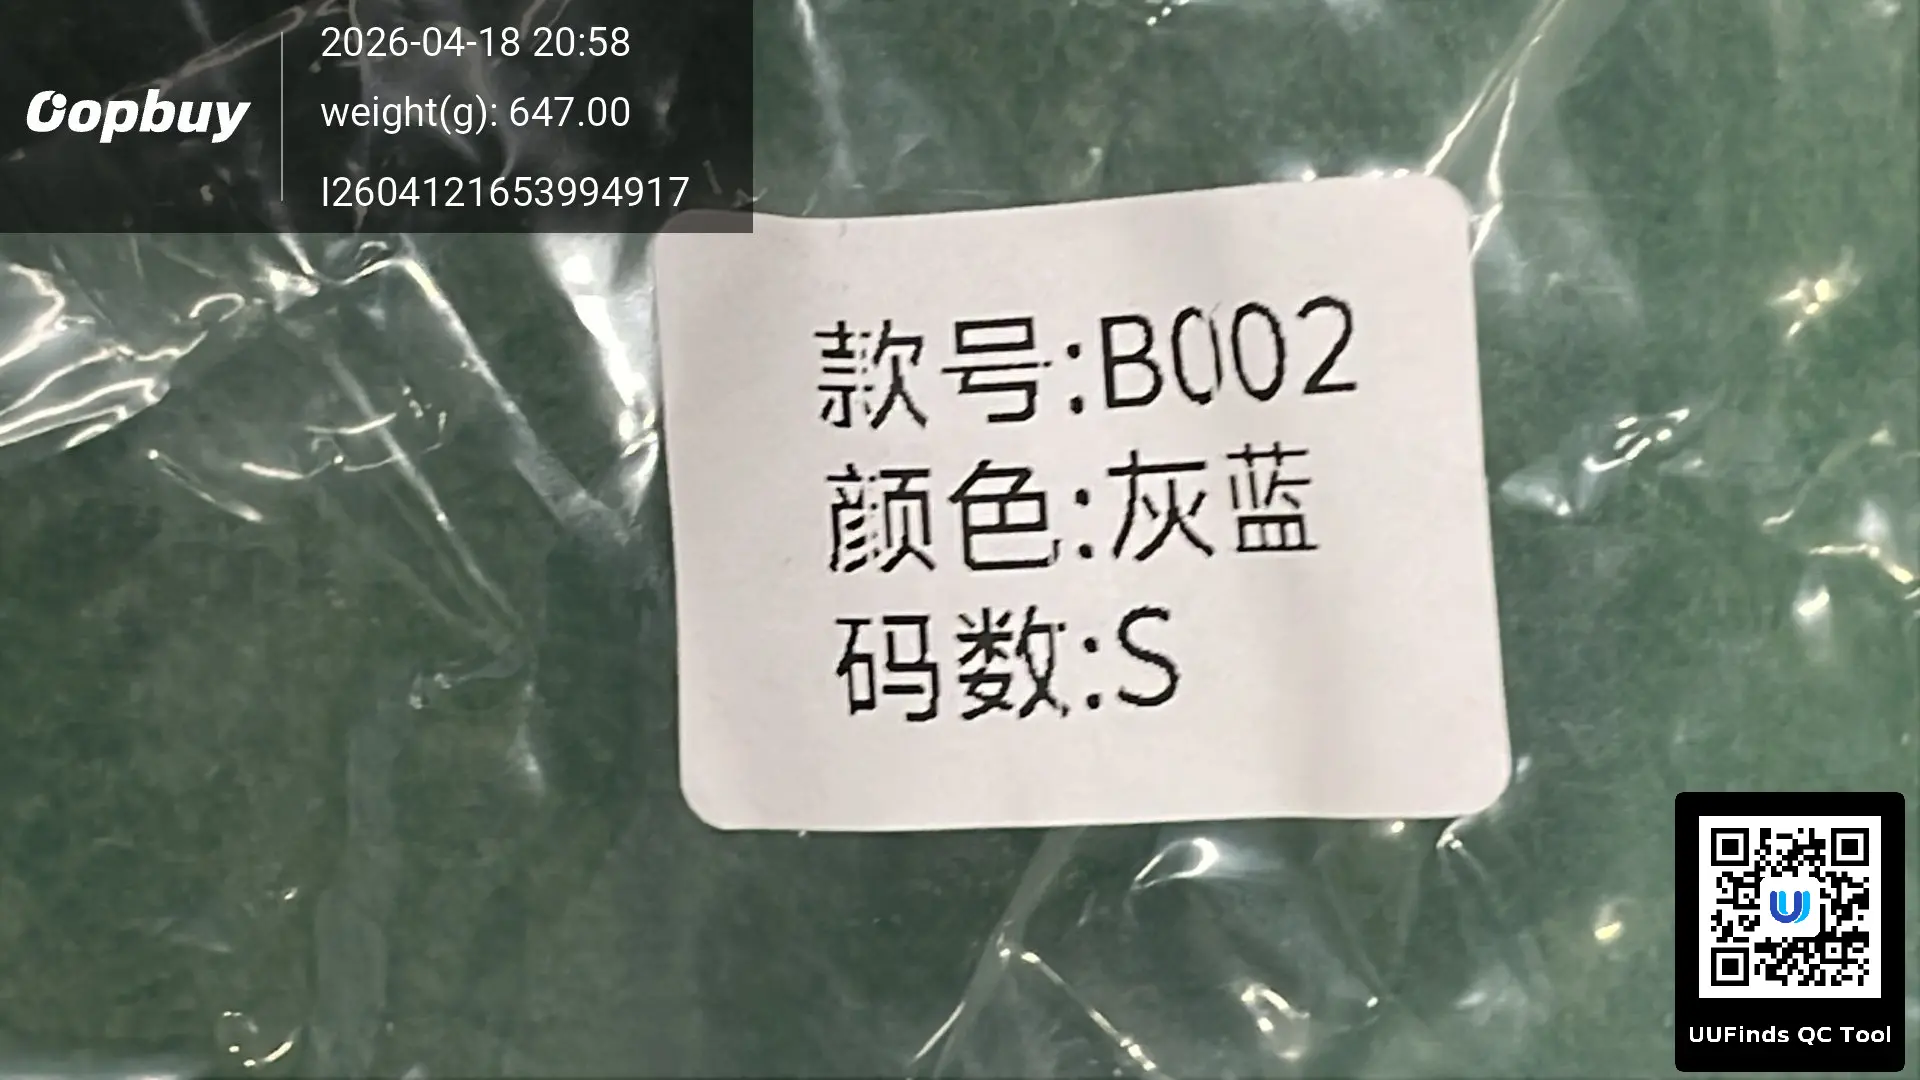 Oopbuy
2026-04-18 20:58
weight(g): 647.00
I2604121653994917
款号:B002
颜色:灰蓝
码数:S
UUFinds QC Tool